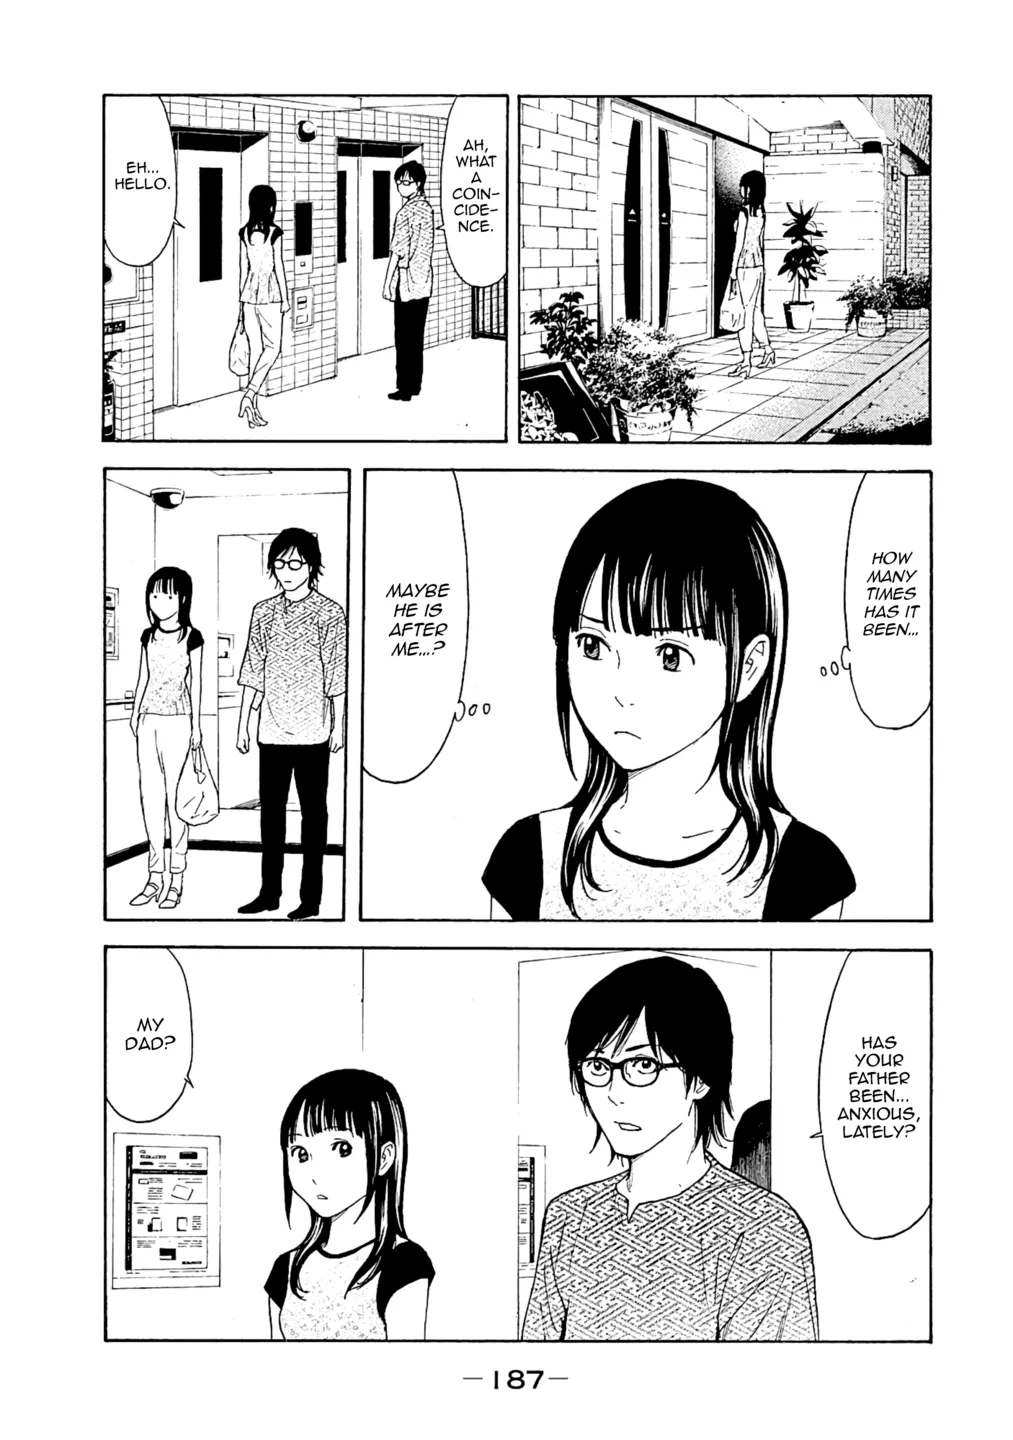 AH,
WHAT
A
COIN-
CIDE-
NCE.
EH...
HELLO.
HOW
MANY
TIMES
HAS IT
BEEN...
MAYBE
HE IS
AFTER
ME...?
HAS
YOUR
FATHER
BEEN...
ANXIOUS,
LATELY?
MY
DAD?
—187—